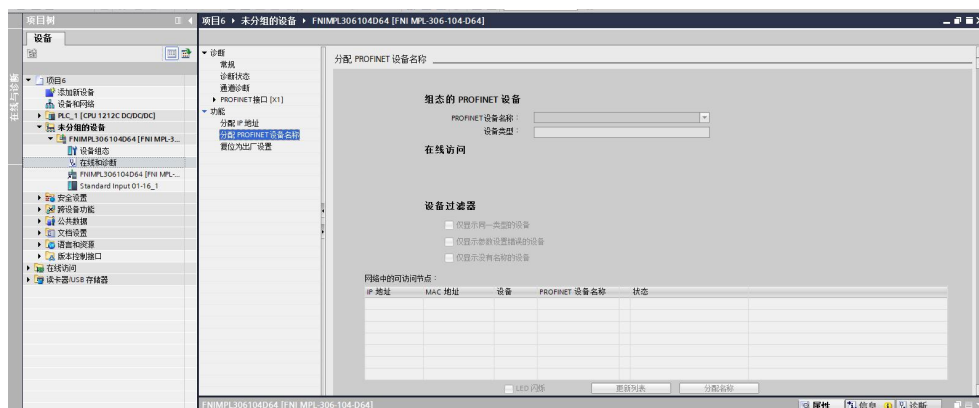 项目树
项目6 ▸ 未分组的设备 ▸ FNIMPL306104D64 [FNI MPL-306-104-D64]
设备
在线与诊断
项目6
添加新设备
设备和网络
PLC_1 [CPU 1212C DC/DC/DC]
未分组的设备
FNIMPL306104D64 [FNI MPL-3...
设备组态
在线和诊断
FNIMPL306104D64 [FNI MPL-...
Standard Input 01-16_1
安全设置
跨设备功能
公共数据
文档设置
语言和资源
版本控制接口
在线访问
读卡器/USB 存储器
诊断
常规
诊断状态
通道诊断
PROFINET接口 [X1]
功能
分配 IP 地址
分配 PROFINET 设备名称
复位为出厂设置
分配 PROFINET 设备名称
组态的 PROFINET 设备
PROFINET设备名称：
设备类型：
在线访问
设备过滤器
仅显示同一类型的设备
仅显示参数设置错误的设备
仅显示没有名称的设备
网络中的可访问节点：
IP 地址 MAC 地址 设备 PROFINET 设备名称 状态
LED 闪烁 更新列表 分配名称
FNIMPL306104D64 [FNI MPL-306-104-D64]
属性 信息 诊断